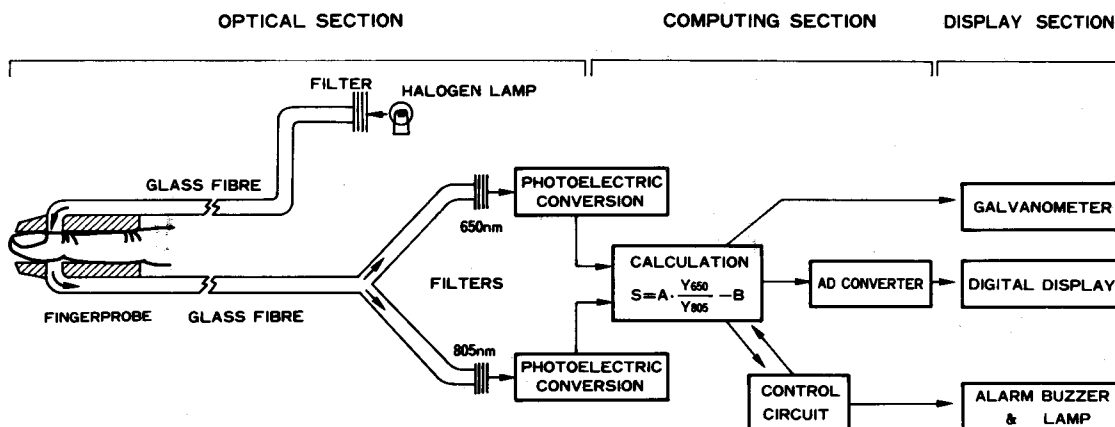 OPTICAL SECTION
COMPUTING SECTION
DISPLAY SECTION
FILTER
HALOGEN LAMP
GLASS FIBRE
FINGERPROBE
GLASS FIBRE
650nm
FILTERS
805nm
PHOTOELECTRIC
CONVERSION
PHOTOELECTRIC
CONVERSION
CALCULATION
S=A·Y650/Y805−B
AD CONVERTER
CONTROL
CIRCUIT
GALVANOMETER
DIGITAL DISPLAY
ALARM BUZZER
& LAMP